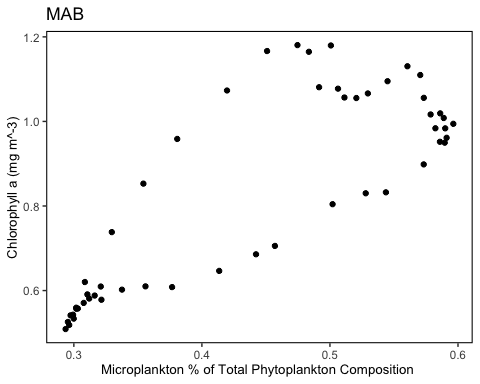 MAB
1.2
1.0
0.8
0.6
Chlorophyll a (mg m^-3)
0.3 0.4 0.5 0.6
Microplankton % of Total Phytoplankton Composition